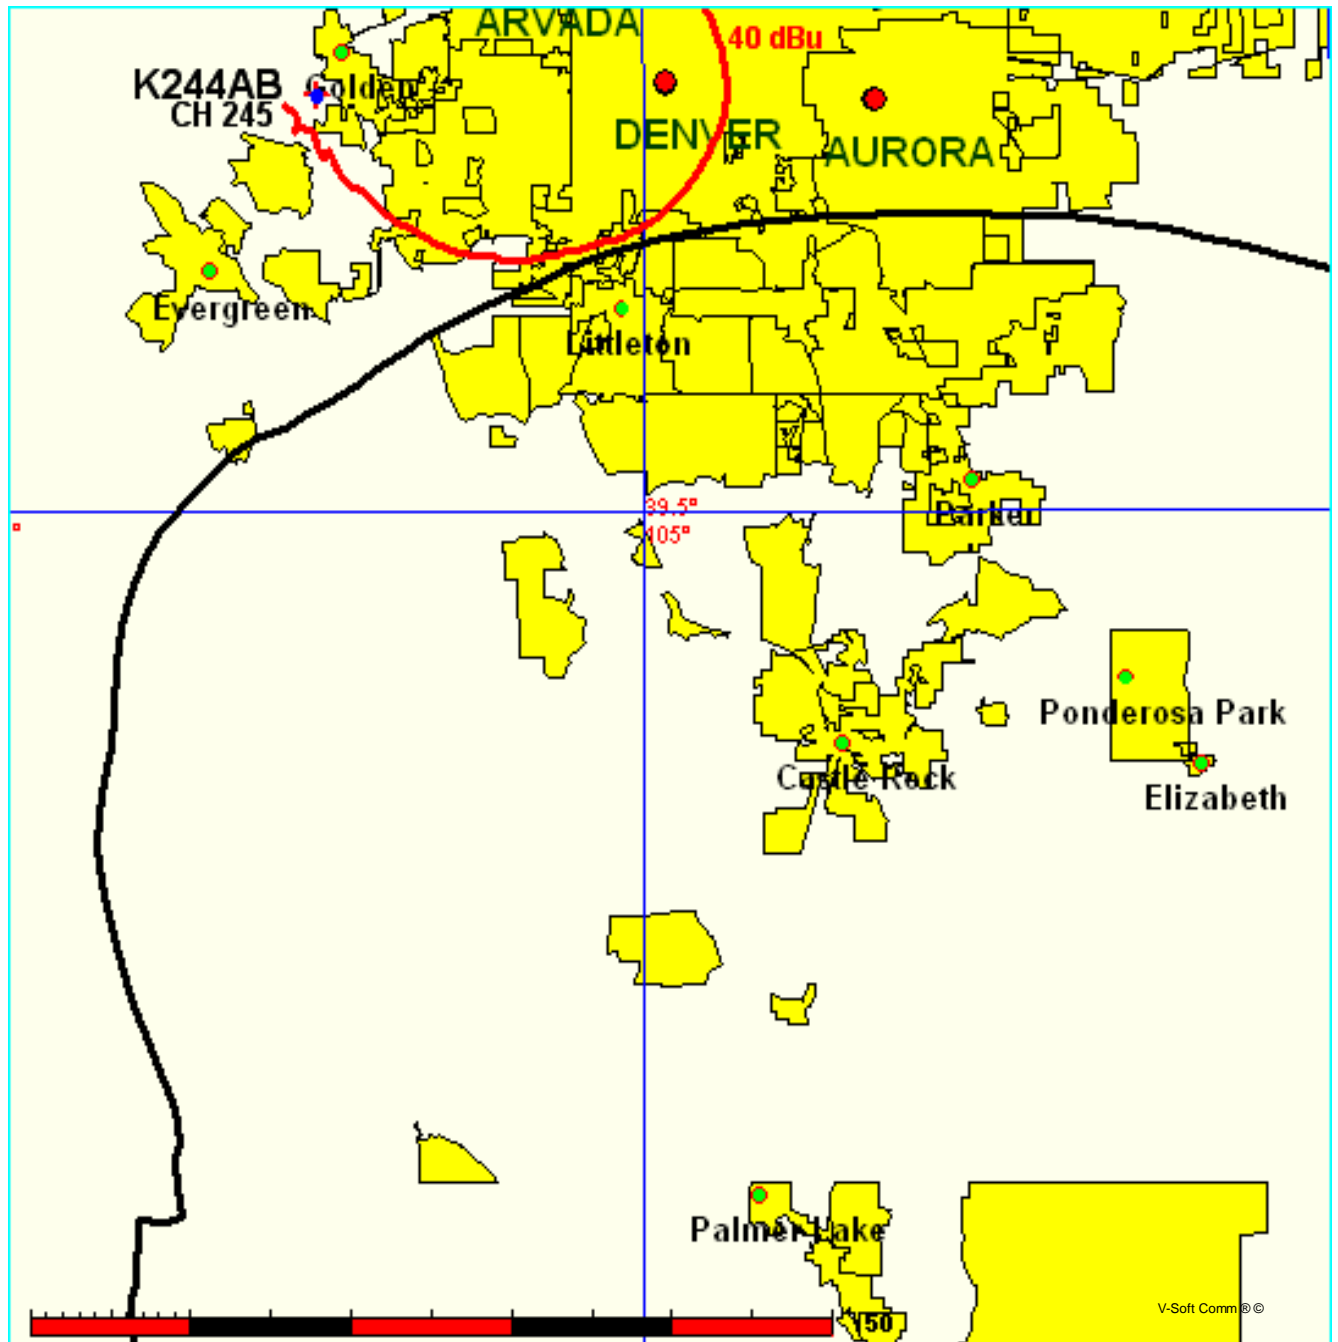 ARVADA
40 dBu
K244AB
Golden
CH 245
DENVER
AURORA
Evergreen
Littleton
39.5°
Parker
105°
Ponderosa Park
Castle Rock
Elizabeth
Palmer Lake
V-Soft Comm ® ©
50